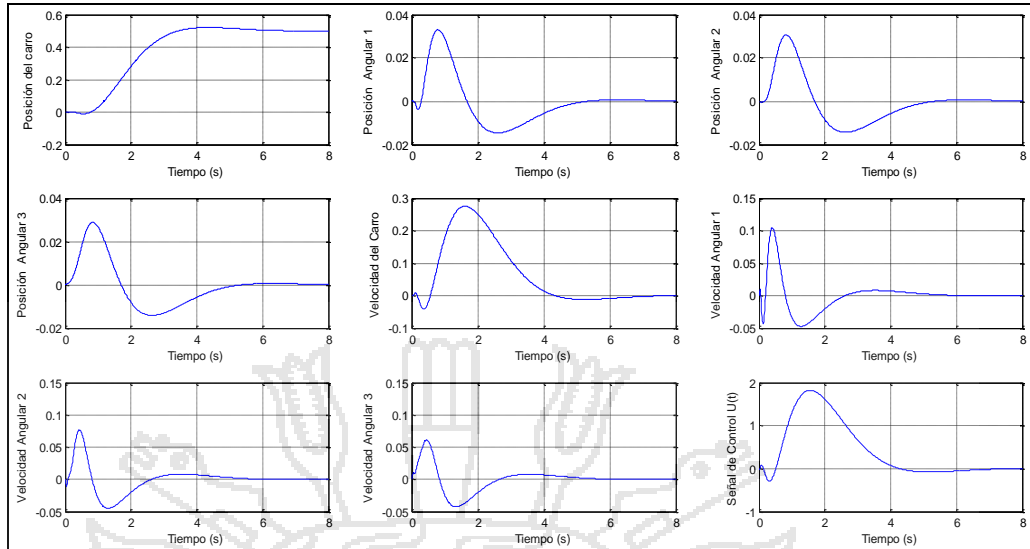 Posición del carro
0.6
0.4
0.2
0
-0.2
0 2 4 6 8
Tiempo (s)
Posición Angular 1
0.04
0.02
0
-0.02
0 2 4 6 8
Tiempo (s)
Posición Angular 2
0.04
0.02
0
-0.02
0 2 4 6 8
Tiempo (s)
Posición Angular 3
0.04
0.02
0
-0.02
0 2 4 6 8
Tiempo (s)
Velocidad del Carro
0.3
0.2
0.1
0
-0.1
0 2 4 6 8
Tiempo (s)
Velocidad Angular 1
0.15
0.10
0.05
0
-0.05
0 2 4 6 8
Tiempo (s)
Velocidad Angular 2
0.15
0.10
0.05
0
-0.05
0 2 4 6 8
Tiempo (s)
Velocidad Angular 3
0.15
0.10
0.05
0
-0.05
0 2 4 6 8
Tiempo (s)
Señal de Control U(t)
2
1
0
-1
0 2 4 6 8
Tiempo (s)